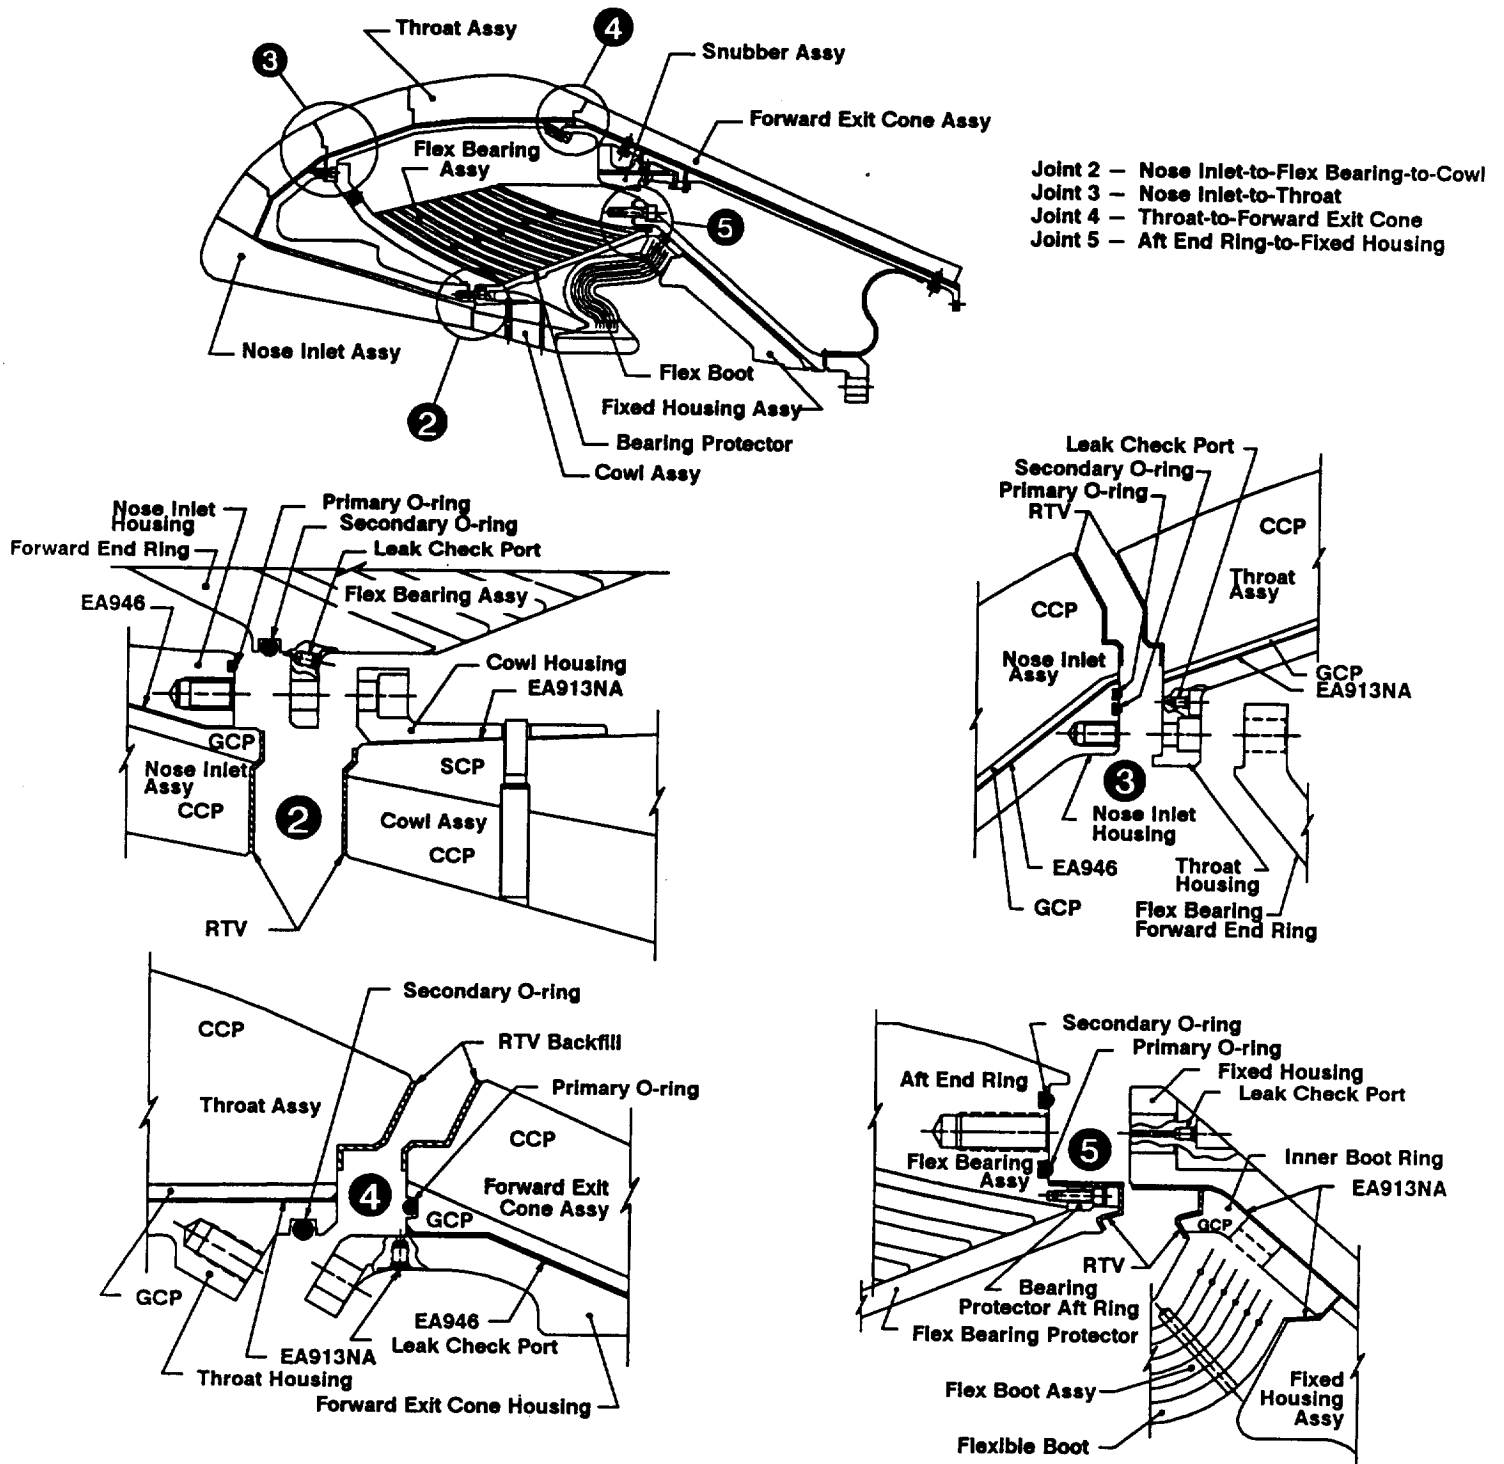 Throat Assy
4
3
Snubber Assy
Forward Exit Cone Assy
Flex Bearing
Assy
5
Joint 2 – Nose Inlet-to-Flex Bearing-to-Cowl
Joint 3 – Nose Inlet-to-Throat
Joint 4 – Throat-to-Forward Exit Cone
Joint 5 – Aft End Ring-to-Fixed Housing
Nose Inlet Assy
2
Flex Boot
Fixed Housing Assy
Bearing Protector
Cowl Assy
Nose Inlet
Housing
Primary O-ring
Secondary O-ring
Forward End Ring
Leak Check Port
Flex Bearing Assy
EA946
Cowl Housing
EA913NA
GCP
Nose Inlet
Assy
CCP
SCP
2
Cowl Assy
CCP
RTV
Leak Check Port
Secondary O-ring
Primary O-ring
RTV
CCP
Throat
Assy
CCP
Nose Inlet
Assy
GCP
EA913NA
3
Nose Inlet
Housing
EA946
Throat
Housing
GCP
Flex Bearing
Forward End Ring
Secondary O-ring
CCP
RTV Backfill
Primary O-ring
Throat Assy
CCP
4
Forward Exit
Cone Assy
GCP
GCP
EA946
Leak Check Port
EA913NA
Throat Housing
Forward Exit Cone Housing
Secondary O-ring
Primary O-ring
Fixed Housing
Leak Check Port
Aft End Ring
5
Flex Bearing
Assy
Inner Boot Ring
EA913NA
GCP
RTV
Bearing
Protector Aft Ring
Flex Bearing Protector
Flex Boot Assy
Fixed
Housing
Assy
Flexible Boot